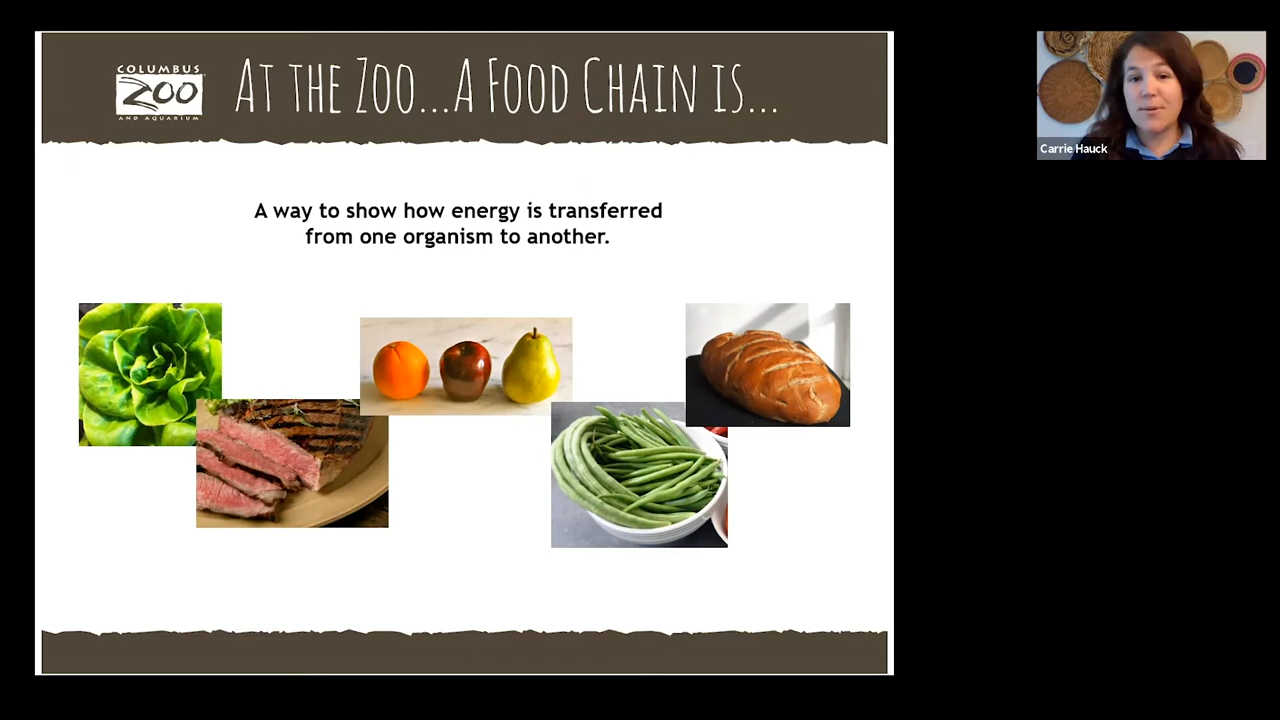 COLUMBUS
ZOO
AND AQUARIUM
AT THE ZOO...A FOOD CHAIN IS...
A way to show how energy is transferred
from one organism to another.
Carrie Hauck